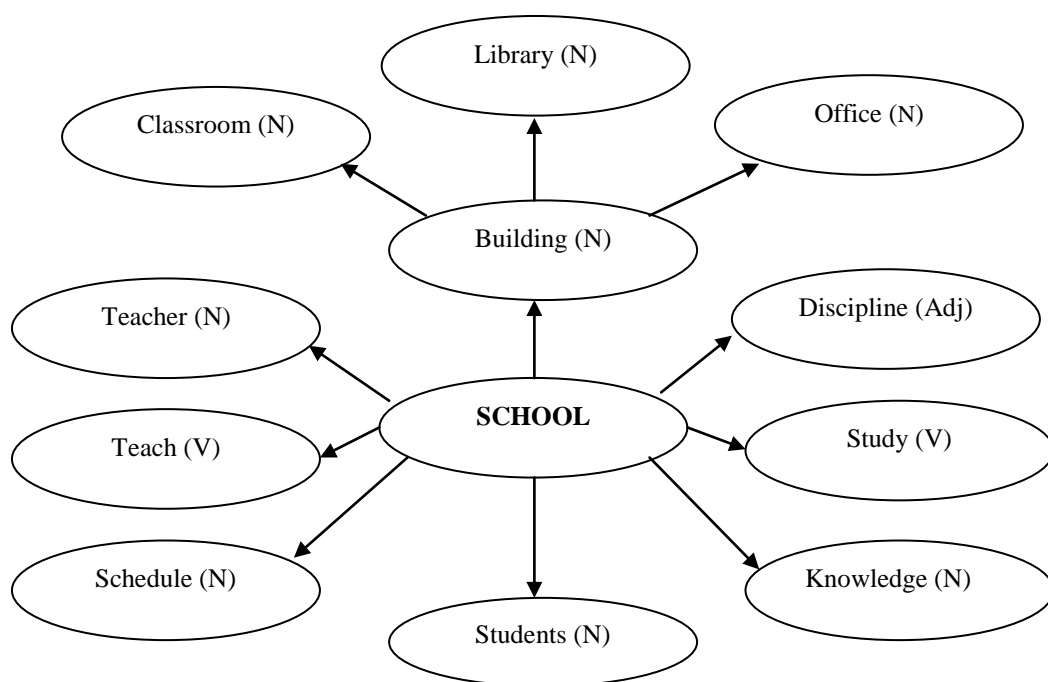 Library (N)
Classroom (N)
Office (N)
Building (N)
Teacher (N)
Discipline (Adj)
SCHOOL
Teach (V)
Study (V)
Schedule (N)
Knowledge (N)
Students (N)